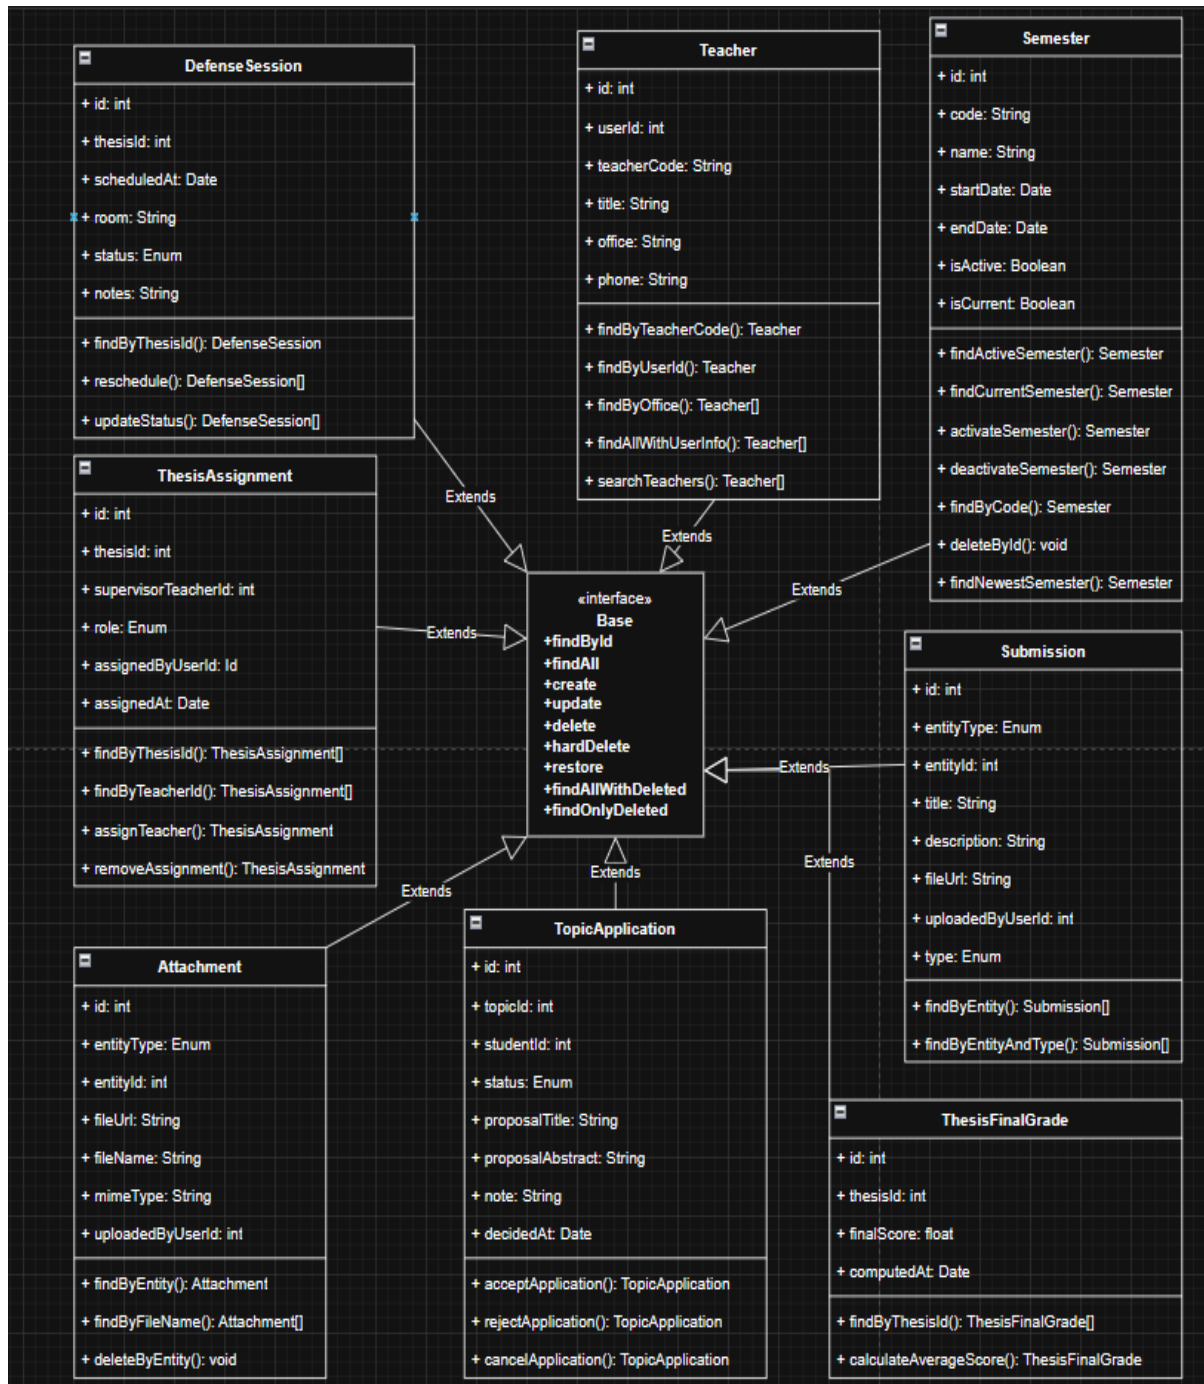 DefenseSession
+ id: int
+ thesisId: int
+ scheduledAt: Date
+ room: String
+ status: Enum
+ notes: String
+ findByThesisId(): DefenseSession
+ reschedule(): DefenseSession[]
+ updateStatus(): DefenseSession[]
Teacher
+ id: int
+ userId: int
+ teacherCode: String
+ title: String
+ office: String
+ phone: String
+ findByTeacherCode(): Teacher
+ findByUserId(): Teacher
+ findByOffice(): Teacher[]
+ findAllWithUserInfo(): Teacher[]
+ searchTeachers(): Teacher[]
Semester
+ id: int
+ code: String
+ name: String
+ startDate: Date
+ endDate: Date
+ isActive: Boolean
+ isCurrent: Boolean
+ findActiveSemester(): Semester
+ findCurrentSemester(): Semester
+ activateSemester(): Semester
+ deactivateSemester(): Semester
+ findByCode(): Semester
+ deleteById(): void
+ findNewestSemester(): Semester
ThesisAssignment
+ id: int
+ thesisId: int
+ supervisorTeacherId: int
+ role: Enum
+ assignedByUserId: Id
+ assignedAt: Date
+ findByThesisId(): ThesisAssignment[]
+ findByTeacherId(): ThesisAssignment[]
+ assignTeacher(): ThesisAssignment
+ removeAssignment(): ThesisAssignment
Extends
Extends
Extends
Extends
«interface»
Base
+findById
+findAll
+create
+update
+delete
+hardDelete
+restore
+findAllWithDeleted
+findOnlyDeleted
Extends
Extends
Extends
Extends
Submission
+ id: int
+ entityType: Enum
+ entityId: int
+ title: String
+ description: String
+ fileUrl: String
+ uploadedByUserId: int
+ type: Enum
+ findByEntity(): Submission[]
+ findByEntityAndType(): Submission[]
Attachment
+ id: int
+ entityType: Enum
+ entityId: int
+ fileUrl: String
+ fileName: String
+ mimeType: String
+ uploadedByUserId: int
+ findByEntity(): Attachment
+ findByFileName(): Attachment[]
+ deleteByEntity(): void
TopicApplication
+ id: int
+ topicId: int
+ studentId: int
+ status: Enum
+ proposalTitle: String
+ proposalAbstract: String
+ note: String
+ decidedAt: Date
+ acceptApplication(): TopicApplication
+ rejectApplication(): TopicApplication
+ cancelApplication(): TopicApplication
ThesisFinalGrade
+ id: int
+ thesisId: int
+ finalScore: float
+ computedAt: Date
+ findByThesisId(): ThesisFinalGrade[]
+ calculateAverageScore(): ThesisFinalGrade